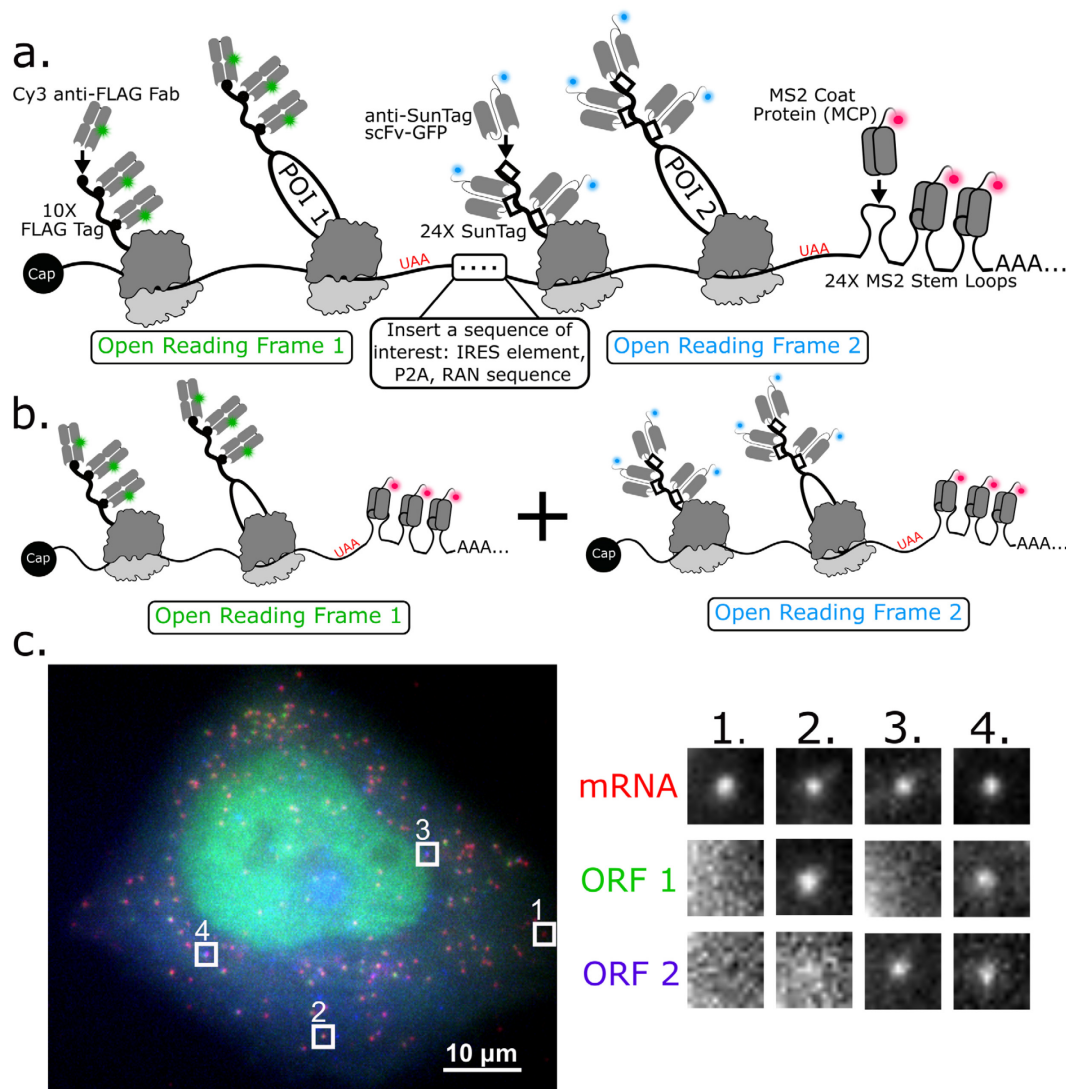 a.
Cy3 anti-FLAG Fab
10X
FLAG Tag
Cap
POI 1
Open Reading Frame 1
UAA
....
Insert a sequence of
interest: IRES element,
P2A, RAN sequence
anti-SunTag
scFv-GFP
24X SunTag
POI 2
Open Reading Frame 2
UAA
MS2 Coat
Protein (MCP)
AAA...
24X MS2 Stem Loops
b.
Cap
UAA
AAA...
Open Reading Frame 1
+
Cap
UAA
AAA...
Open Reading Frame 2
c.
3
1
4
2
10 µm
1. 2. 3. 4.
mRNA
ORF 1
ORF 2